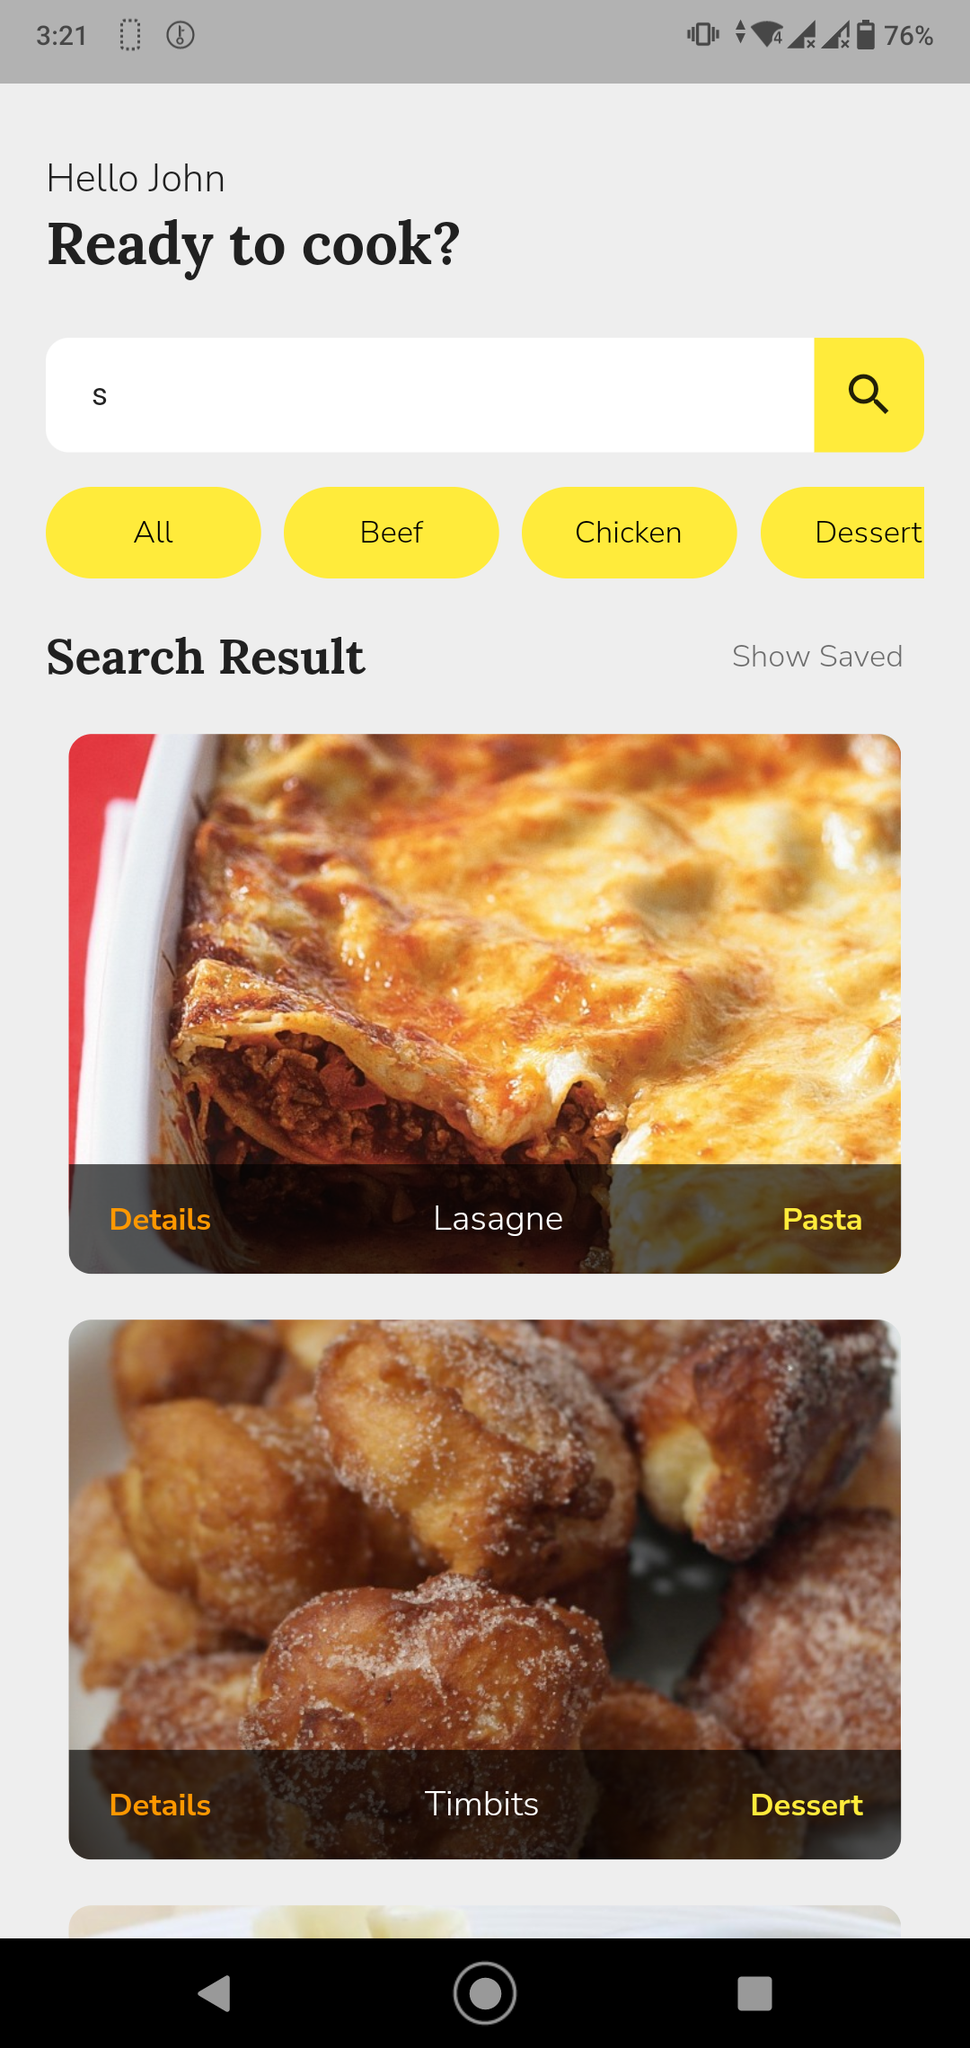 3:21
4 76%
Hello John
Ready to cook?
s
All Beef Chicken Dessert
Search Result Show Saved
Details Lasagne Pasta
Details Timbits Dessert